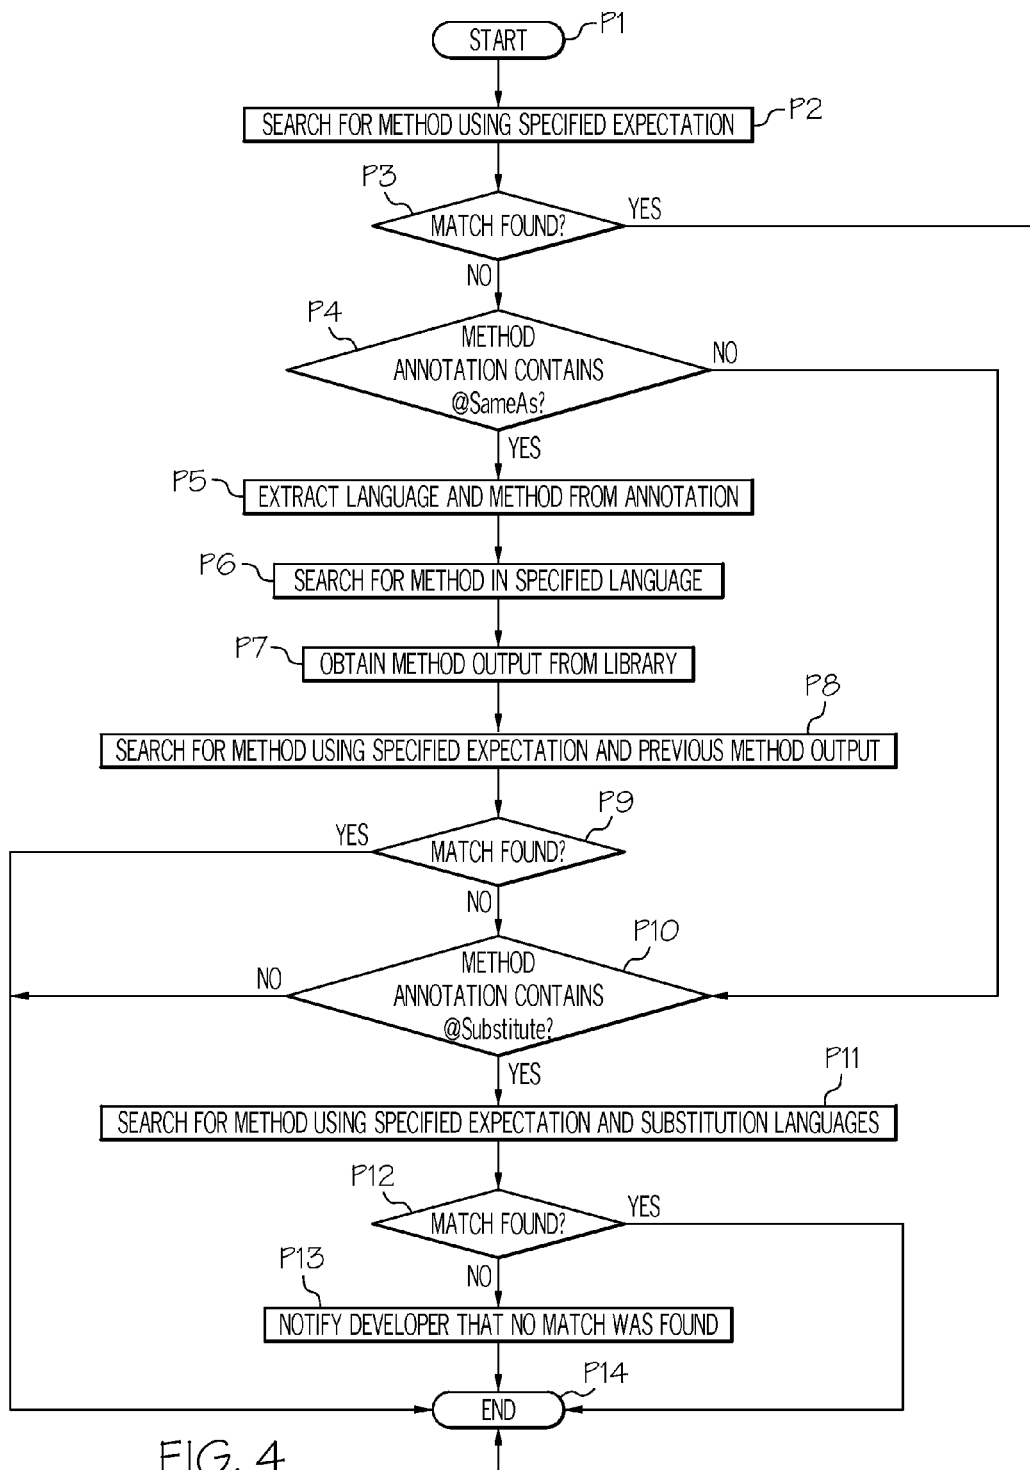 START
P1
SEARCH FOR METHOD USING SPECIFIED EXPECTATION
P2
P3
MATCH FOUND?
YES
NO
P4
METHOD
ANNOTATION CONTAINS
@SameAs?
NO
YES
P5
EXTRACT LANGUAGE AND METHOD FROM ANNOTATION
P6
SEARCH FOR METHOD IN SPECIFIED LANGUAGE
P7
OBTAIN METHOD OUTPUT FROM LIBRARY
P8
SEARCH FOR METHOD USING SPECIFIED EXPECTATION AND PREVIOUS METHOD OUTPUT
P9
YES
MATCH FOUND?
NO
P10
METHOD
ANNOTATION CONTAINS
@Substitute?
NO
YES
P11
SEARCH FOR METHOD USING SPECIFIED EXPECTATION AND SUBSTITUTION LANGUAGES
P12
MATCH FOUND?
YES
NO
P13
NOTIFY DEVELOPER THAT NO MATCH WAS FOUND
P14
END
FIG. 4